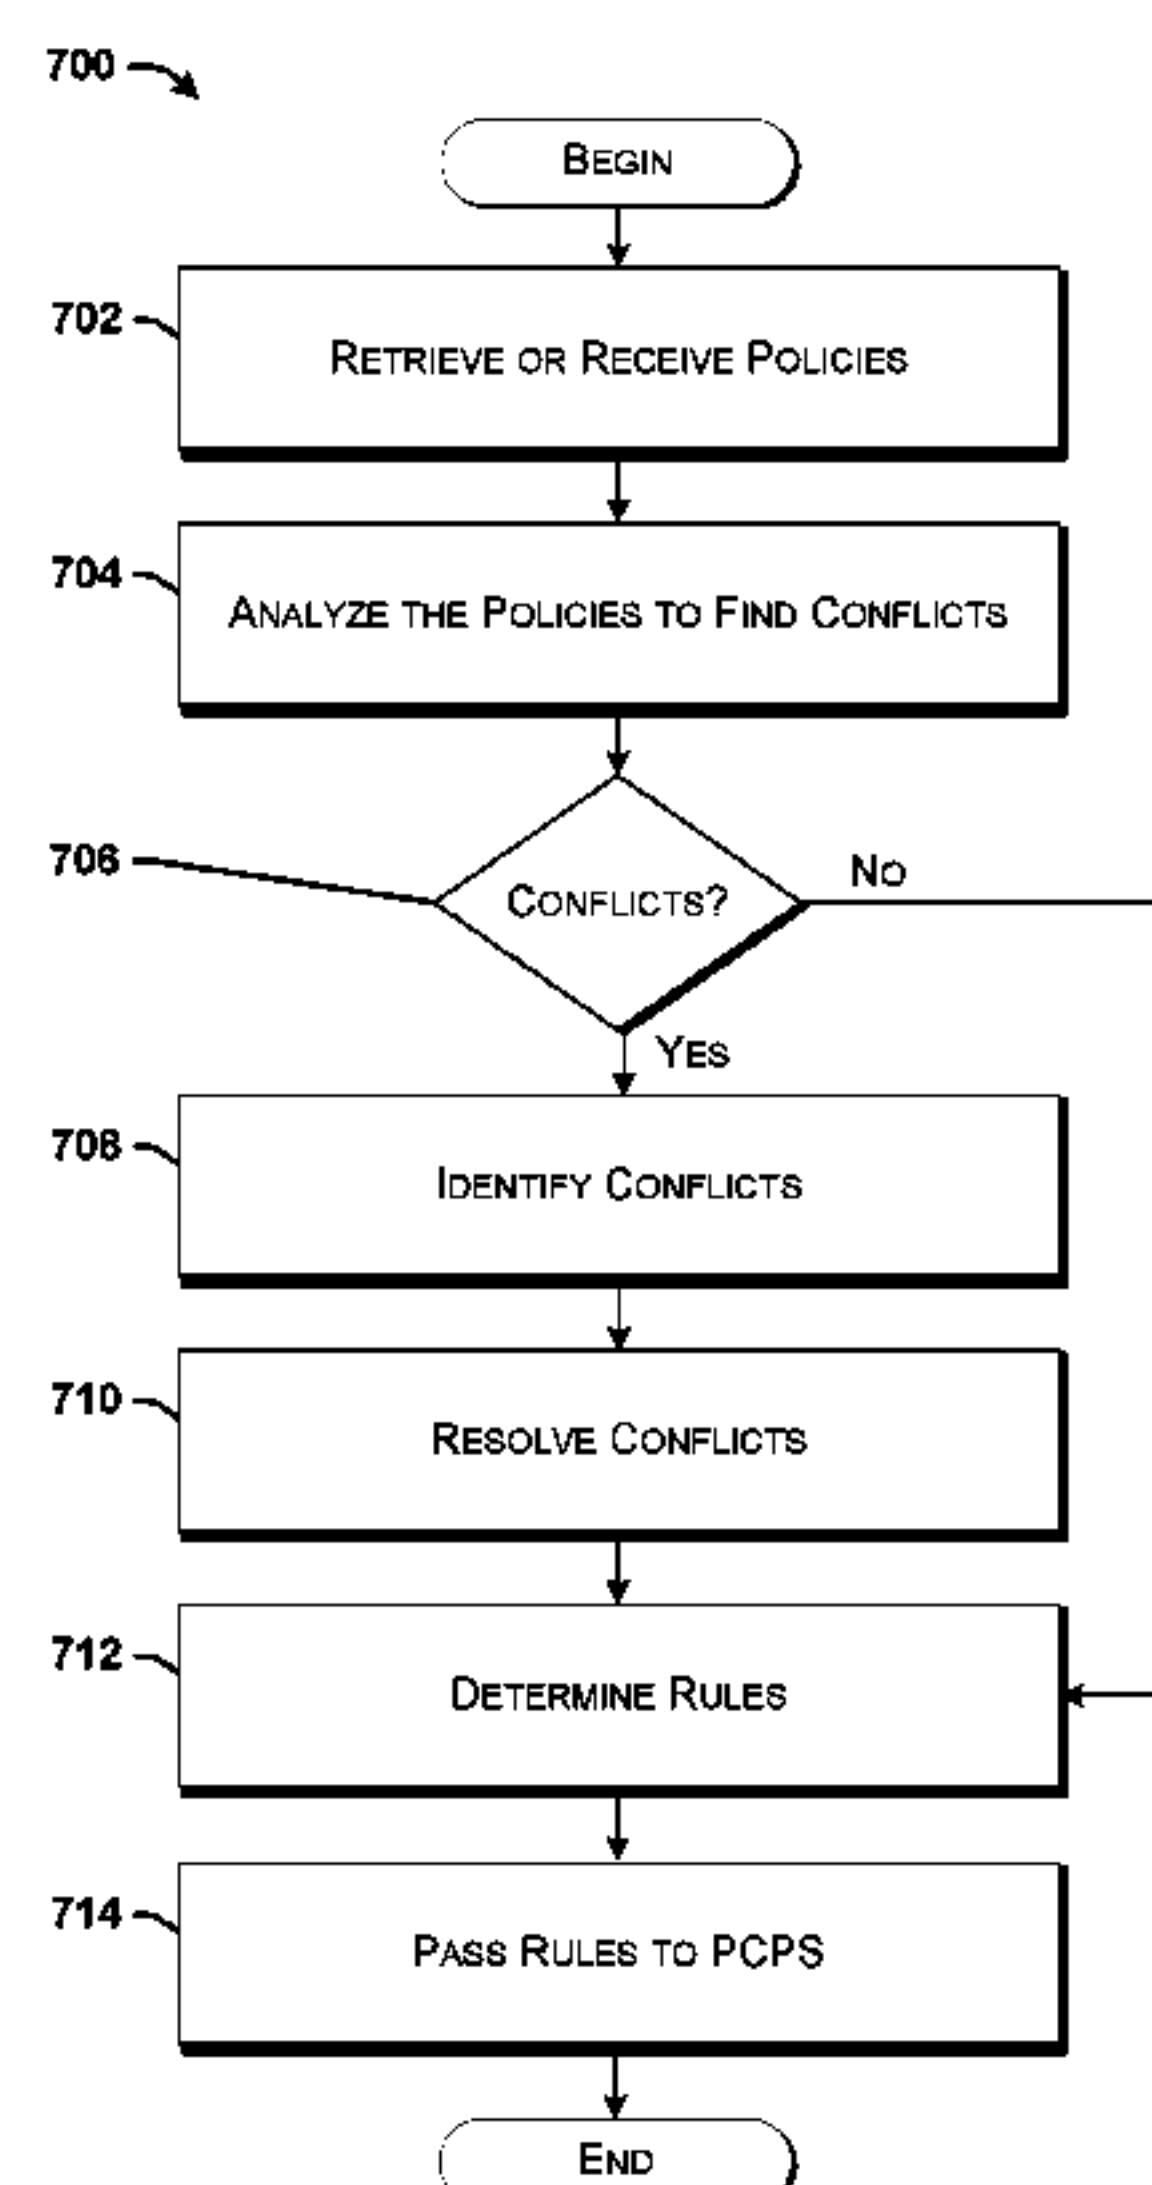 700
BEGIN
702
RETRIEVE OR RECEIVE POLICIES
704
ANALYZE THE POLICIES TO FIND CONFLICTS
706
CONFLICTS?
NO
YES
708
IDENTIFY CONFLICTS
710
RESOLVE CONFLICTS
712
DETERMINE RULES
714
PASS RULES TO PCPS
END